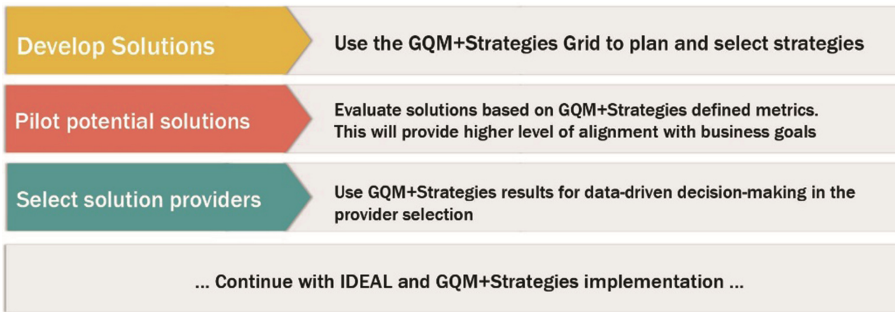 Develop Solutions
Use the GQM+Strategies Grid to plan and select strategies
Pilot potential solutions
Evaluate solutions based on GQM+Strategies defined metrics.
This will provide higher level of alignment with business goals
Select solution providers
Use GQM+Strategies results for data-driven decision-making in the
provider selection
... Continue with IDEAL and GQM+Strategies implementation ...